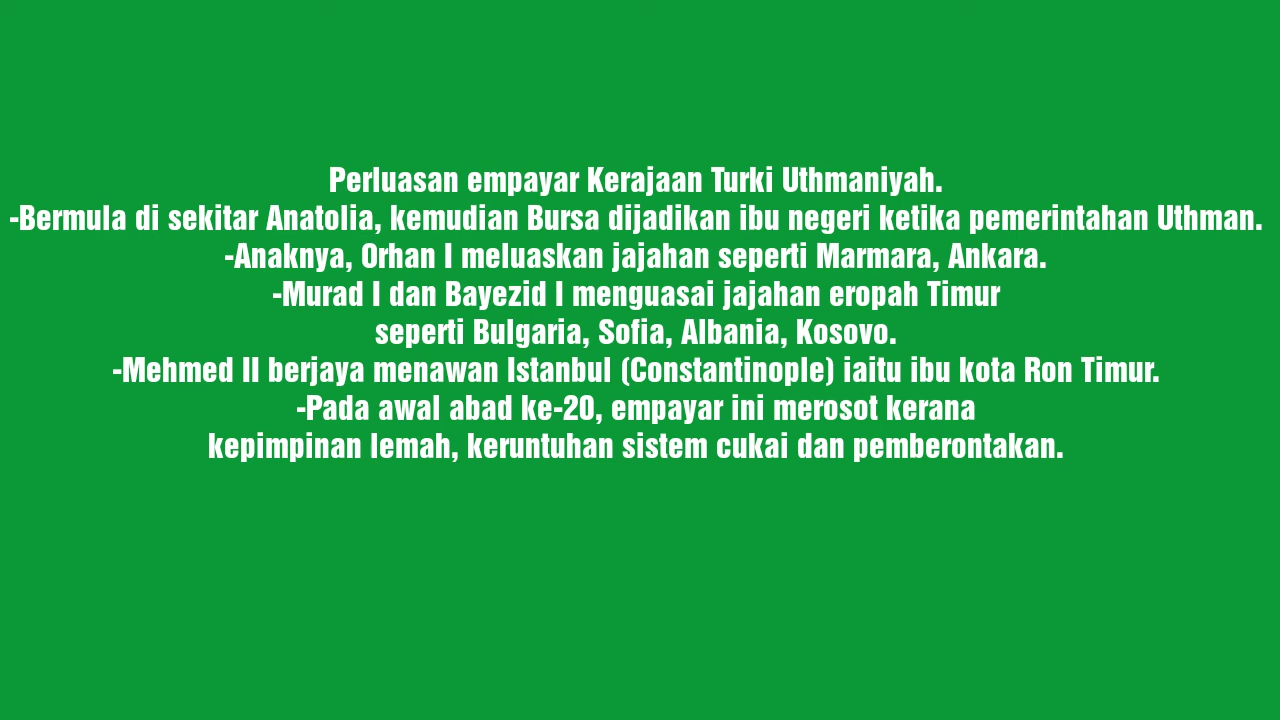 Perluasan empayar Kerajaan Turki Uthmaniyah.
-Bermula di sekitar Anatolia, kemudian Bursa dijadikan ibu negeri ketika pemerintahan Uthman.
-Anaknya, Orhan I meluaskan jajahan seperti Marmara, Ankara.
-Murad I dan Bayezid I menguasai jajahan eropah Timur
seperti Bulgaria, Sofia, Albania, Kosovo.
-Mehmed II berjaya menawan Istanbul (Constantinople) iaitu ibu kota Ron Timur.
-Pada awal abad ke-20, empayar ini merosot kerana
kepimpinan lemah, keruntuhan sistem cukai dan pemberontakan.